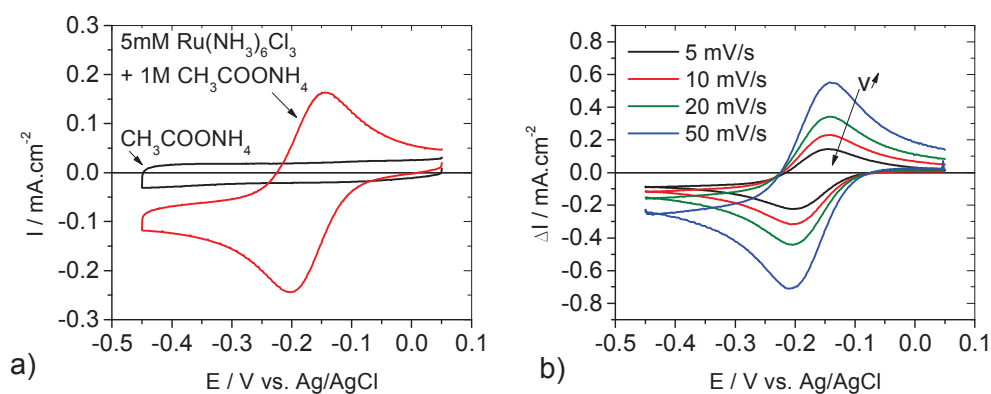 5mM Ru(NH₃)₆Cl₃
+ 1M CH₃COONH₄
CH₃COONH₄
I / mA.cm⁻²
0.3
0.2
0.1
0.0
-0.1
-0.2
-0.3
-0.5 -0.4 -0.3 -0.2 -0.1 0.0 0.1
E / V vs. Ag/AgCl
a)
5 mV/s
10 mV/s
20 mV/s
50 mV/s
V
ΔI / mA.cm⁻²
0.8
0.6
0.4
0.2
0.0
-0.2
-0.4
-0.6
-0.8
-0.5 -0.4 -0.3 -0.2 -0.1 0.0 0.1
E / V vs. Ag/AgCl
b)